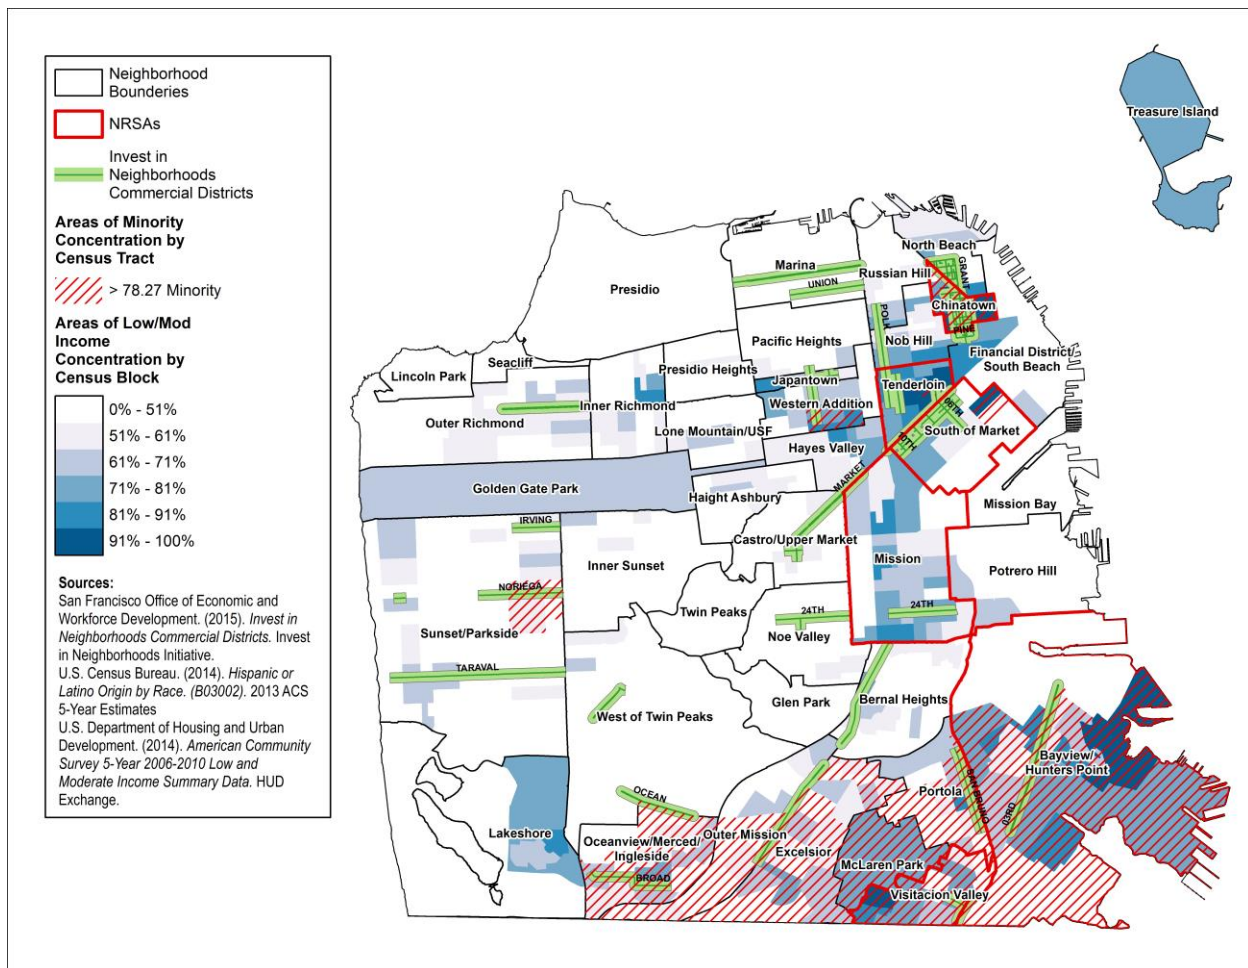 Neighborhood
Bounderies
NRSAs
Invest in
Neighborhoods
Commercial Districts
Areas of Minority
Concentration by
Census Tract
> 78.27 Minority
Areas of Low/Mod
Income
Concentration by
Census Block
0% - 51%
51% - 61%
61% - 71%
71% - 81%
81% - 91%
91% - 100%
Sources:
San Francisco Office of Economic and
Workforce Development. (2015). Invest in
Neighborhoods Commercial Districts. Invest
in Neighborhoods Initiative.
U.S. Census Bureau. (2014). Hispanic or
Latino Origin by Race. (B03002). 2013 ACS
5-Year Estimates
U.S. Department of Housing and Urban
Development. (2014). American Community
Survey 5-Year 2006-2010 Low and
Moderate Income Summary Data. HUD
Exchange.
Treasure Island
North Beach
GRANT
Marina
Russian Hill
UNION
Presidio
Chinatown
POLK
PINE
Pacific Heights
Nob Hill
Financial District/
South Beach
Seacliff
Lincoln Park
Presidio Heights
Japantown
Tenderloin
Inner Richmond
Western Addition
06TH
Outer Richmond
Lone Mountain/USF
South of Market
10TH
Hayes Valley
MARKET
Golden Gate Park
Haight Ashbury
Mission Bay
IRVING
Castro/Upper Market
Inner Sunset
Mission
Potrero Hill
NORIEGA
Twin Peaks
24TH
24TH
Sunset/Parkside
Noe Valley
TARAVAL
Glen Park
Bernal Heights
West of Twin Peaks
Bayview/
Hunters Point
OCEAN
Portola
SAN BRUNO
03RD
Lakeshore
Oceanview/Merced/
Ingleside
Outer Mission
Excelsior
McLaren Park
BROAD
Visitacion Valley